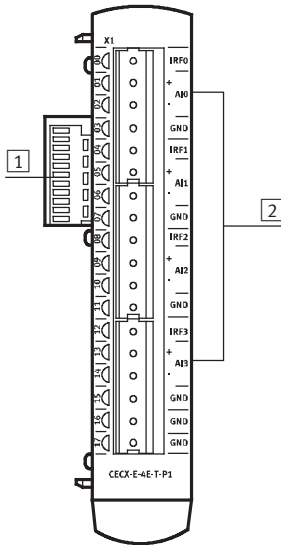 X1
00 IRF0
01 +
AI0
02 -
03 GND
1
04 IRF1
05 +
AI1
06 -
07 GND
2
08 IRF2
09 +
AI2
10 -
11 GND
12 IRF3
13 +
AI3
14 -
15 GND
16 GND
17 GND
CECX-E-4E-T-P1